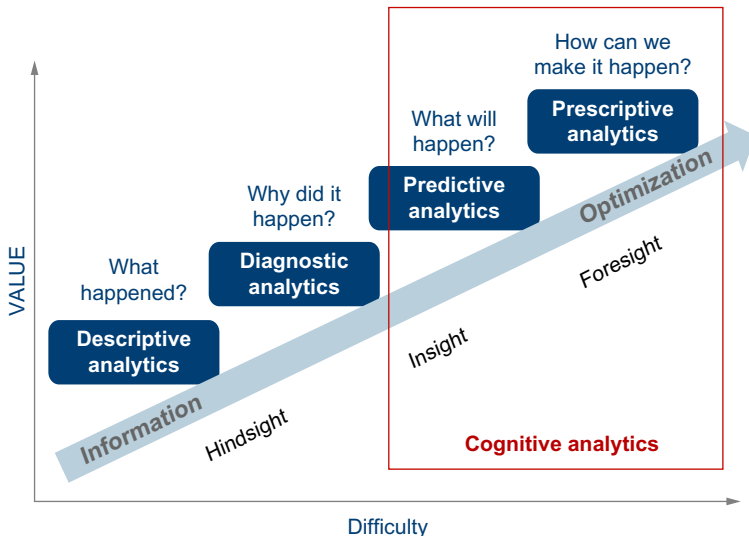 How can we
make it happen?
Prescriptive
analytics
What will
happen?
Predictive
analytics
Optimization
Why did it
happen?
Diagnostic
analytics
Foresight
What
happened?
Descriptive
analytics
Insight
Information
Hindsight
Cognitive analytics
VALUE
Difficulty